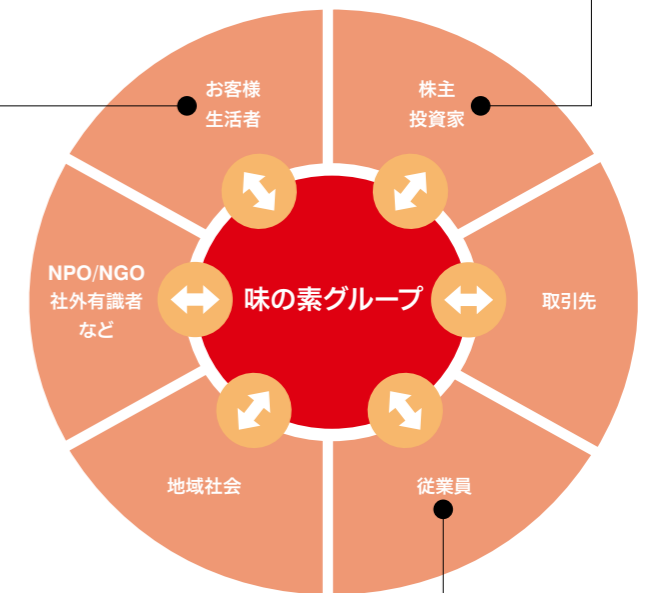 お客様
生活者
株主
投資家
NPO/NGO
社外有識者
など
味の素グループ
取引先
地域社会
従業員